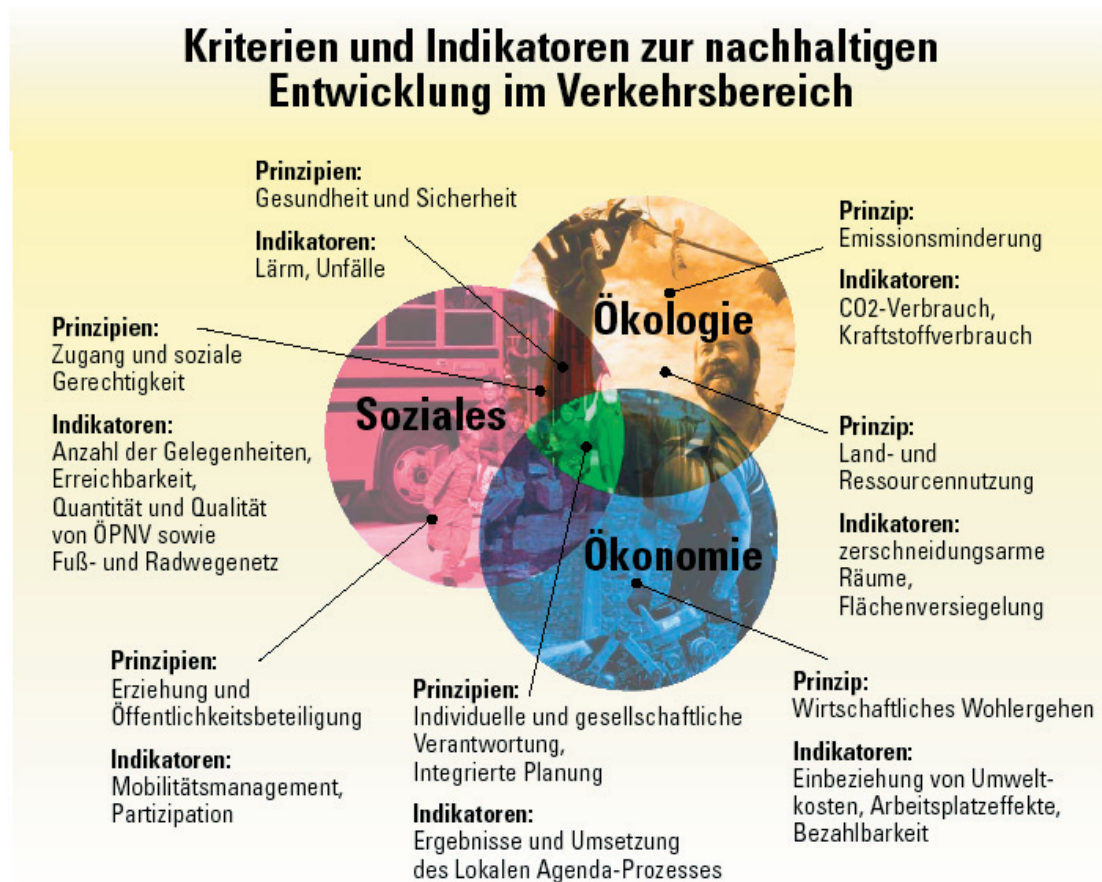 Kriterien und Indikatoren zur nachhaltigen
Entwicklung im Verkehrsbereich
Prinzipien:
Gesundheit und Sicherheit
Indikatoren:
Lärm, Unfälle
Prinzip:
Emissionsminderung
Indikatoren:
CO2-Verbrauch,
Kraftstoffverbrauch
Prinzipien:
Zugang und soziale
Gerechtigkeit
Indikatoren:
Anzahl der Gelegenheiten,
Erreichbarkeit,
Quantität und Qualität
von ÖPNV sowie
Fuß- und Radwegenetz
Ökologie
Soziales
Ökonomie
Prinzip:
Land- und
Ressourcennutzung
Indikatoren:
zerschneidungsarme
Räume,
Flächenversiegelung
Prinzipien:
Erziehung und
Öffentlichkeitsbeteiligung
Indikatoren:
Mobilitätsmanagement,
Partizipation
Prinzipien:
Individuelle und gesellschaftliche
Verantwortung,
Integrierte Planung
Indikatoren:
Ergebnisse und Umsetzung
des Lokalen Agenda-Prozesses
Prinzip:
Wirtschaftliches Wohlergehen
Indikatoren:
Einbeziehung von Umwelt-
kosten, Arbeitsplatzeffekte,
Bezahlbarkeit